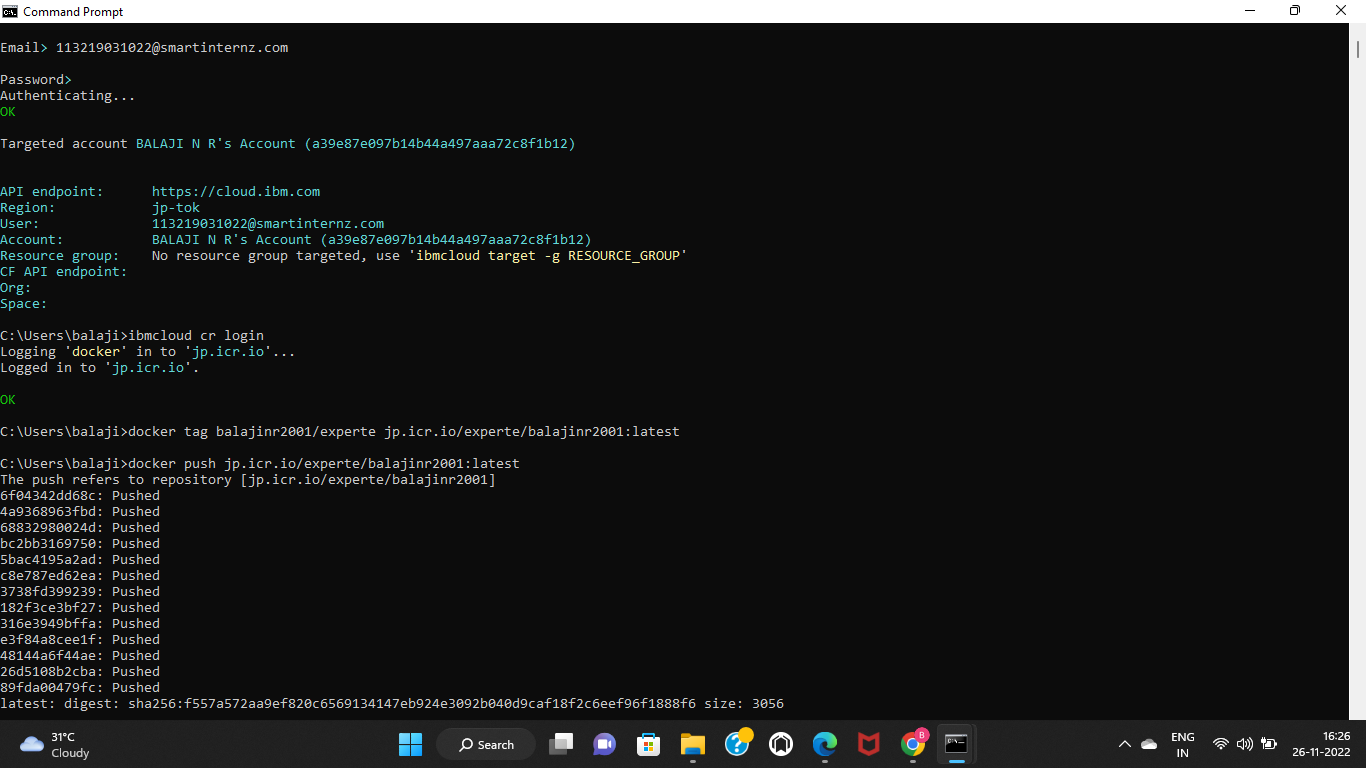 Command Prompt
Email> 113219031022@smartinternz.com
Password>
Authenticating...
OK
Targeted account BALAJI N R's Account (a39e87e097b14b44a497aaa72c8f1b12)
API endpoint:      https://cloud.ibm.com
Region:            jp-tok
User:              113219031022@smartinternz.com
Account:           BALAJI N R's Account (a39e87e097b14b44a497aaa72c8f1b12)
Resource group:    No resource group targeted, use 'ibmcloud target -g RESOURCE_GROUP'
CF API endpoint:
Org:
Space:
C:\Users\balaji>ibmcloud cr login
Logging 'docker' in to 'jp.icr.io'...
Logged in to 'jp.icr.io'.
OK
C:\Users\balaji>docker tag balajinr2001/experte jp.icr.io/experte/balajinr2001:latest
C:\Users\balaji>docker push jp.icr.io/experte/balajinr2001:latest
The push refers to repository [jp.icr.io/experte/balajinr2001]
6f04342dd68c: Pushed
4a9368963fbd: Pushed
68832980024d: Pushed
bc2bb3169750: Pushed
5bac4195a2ad: Pushed
c8e787ed62ea: Pushed
3738fd399239: Pushed
182f3ce3bf27: Pushed
316e3949bffa: Pushed
e3f84a8cee1f: Pushed
48144a6f44ae: Pushed
26d5108b2cba: Pushed
89fda00479fc: Pushed
latest: digest: sha256:f557a572aa9ef820c6569134147eb924e3092b040d9caf18f2c6eef96f1888f6 size: 3056
31°C
Cloudy
Search
B
ENG
IN
16:26
26-11-2022